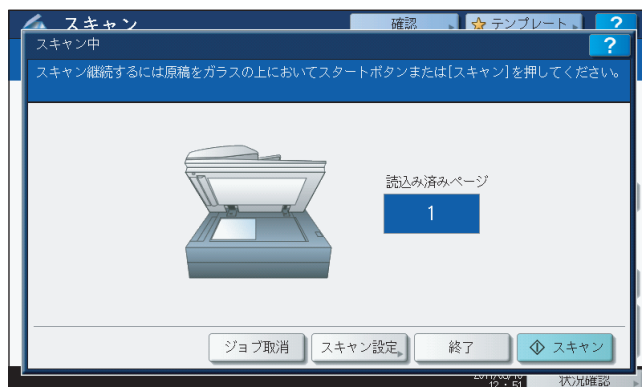 スキャン
確認
テンプレート
?
スキャン中
?
スキャン継続するには原稿をガラスの上においてスタートボタンまたは[スキャン]を押してください。
読込み済みページ
1
ジョブ取消
スキャン設定
終了
スキャン
12:51
状況確認